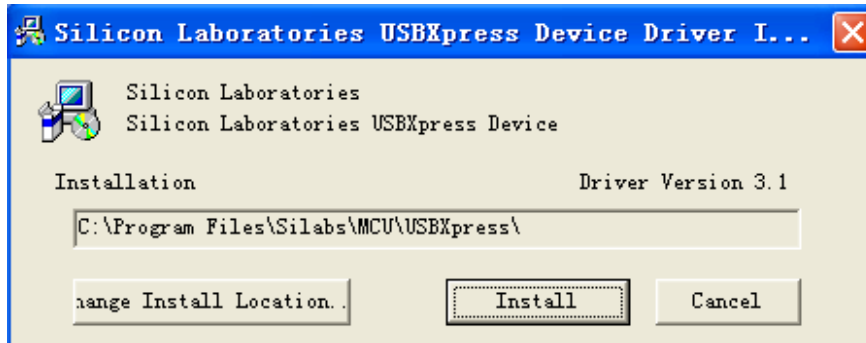 Silicon Laboratories USBXpress Device Driver I...
Silicon Laboratories
Silicon Laboratories USBXpress Device
Installation Driver Version 3.1
C:\Program Files\Silabs\MCU\USBXpress\
hange Install Location.. Install Cancel